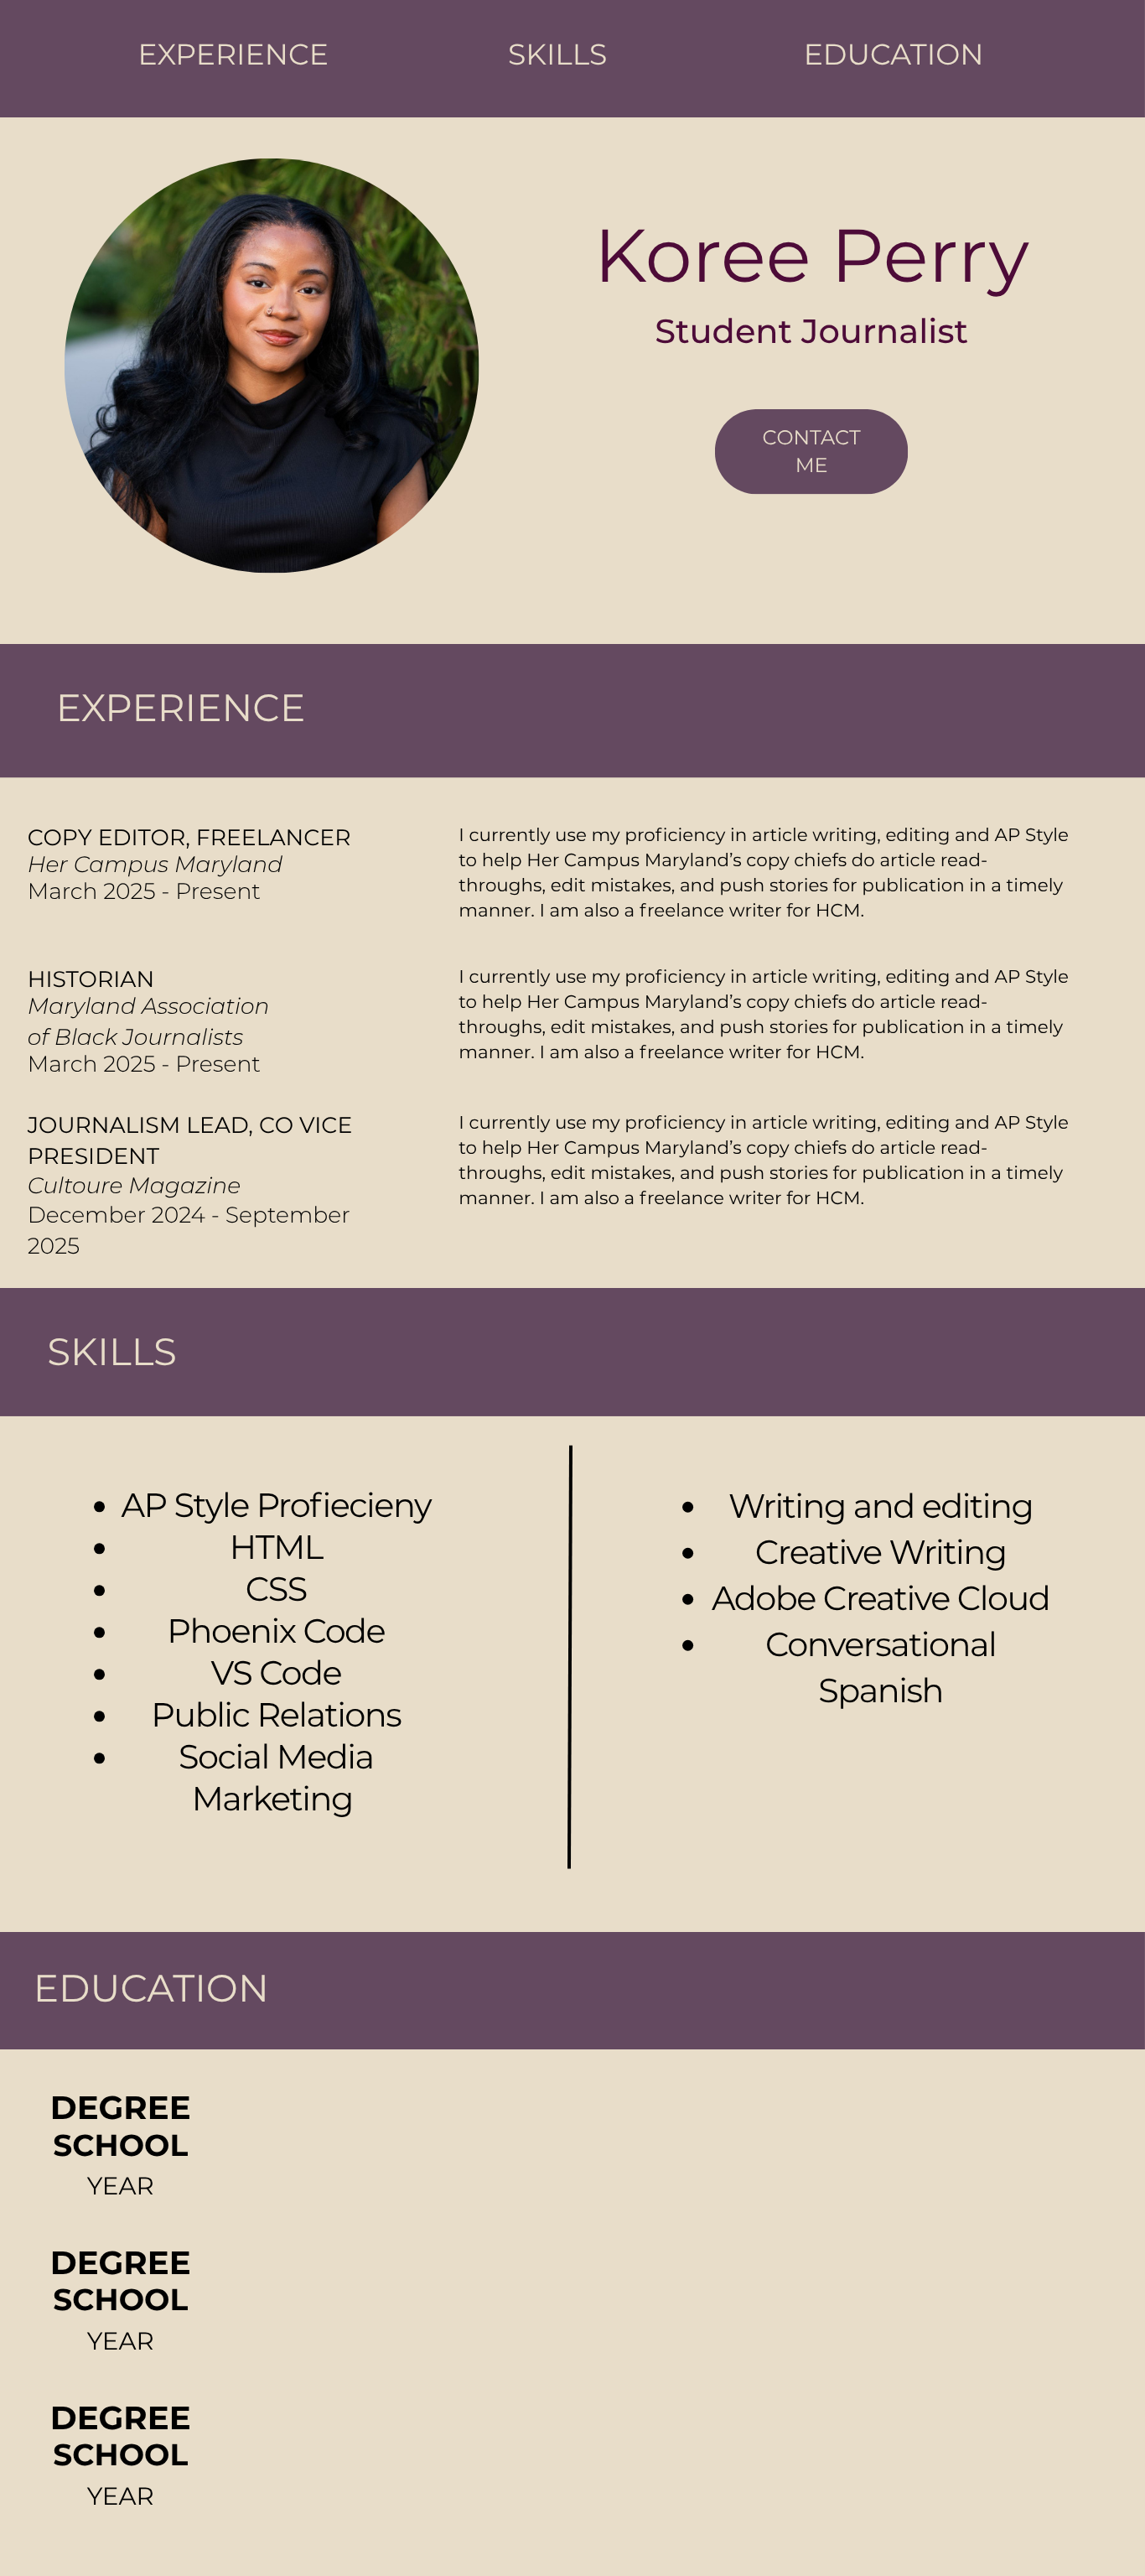 EXPERIENCE SKILLS EDUCATION
Koree Perry
Student Journalist
CONTACT
ME
EXPERIENCE
COPY EDITOR, FREELANCER
Her Campus Maryland
March 2025 - Present
I currently use my proficiency in article writing, editing and AP Style
to help Her Campus Maryland’s copy chiefs do article read-
throughs, edit mistakes, and push stories for publication in a timely
manner. I am also a freelance writer for HCM.
HISTORIAN
Maryland Association
of Black Journalists
March 2025 - Present
I currently use my proficiency in article writing, editing and AP Style
to help Her Campus Maryland’s copy chiefs do article read-
throughs, edit mistakes, and push stories for publication in a timely
manner. I am also a freelance writer for HCM.
JOURNALISM LEAD, CO VICE
PRESIDENT
Cultoure Magazine
December 2024 - September
2025
I currently use my proficiency in article writing, editing and AP Style
to help Her Campus Maryland’s copy chiefs do article read-
throughs, edit mistakes, and push stories for publication in a timely
manner. I am also a freelance writer for HCM.
SKILLS
• AP Style Profiecieny
• HTML
• CSS
• Phoenix Code
• VS Code
• Public Relations
• Social Media
Marketing
• Writing and editing
• Creative Writing
• Adobe Creative Cloud
• Conversational
Spanish
EDUCATION
DEGREE
SCHOOL
YEAR
DEGREE
SCHOOL
YEAR
DEGREE
SCHOOL
YEAR